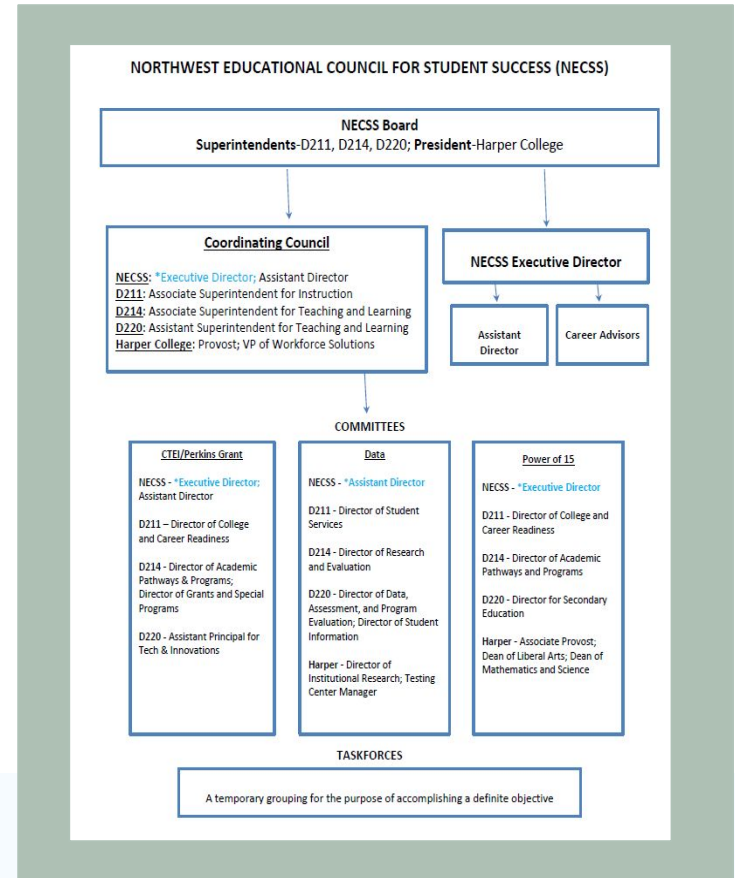 NORTHWEST EDUCATIONAL COUNCIL FOR STUDENT SUCCESS (NECSS)
NECSS Board
Superintendents-D211, D214, D220; President-Harper College
Coordinating Council
NECSS: *Executive Director; Assistant Director
D211: Associate Superintendent for Instruction
D214: Associate Superintendent for Teaching and Learning
D220: Assistant Superintendent for Teaching and Learning
Harper College: Provost; VP of Workforce Solutions
NECSS Executive Director
Assistant
Director
Career Advisors
COMMITTEES
CTEI/Perkins Grant
NECSS - *Executive Director;
Assistant Director
D211 – Director of College
and Career Readiness
D214 - Director of Academic
Pathways & Programs;
Director of Grants and Special
Programs
D220 - Assistant Principal for
Tech & Innovations
Data
NECSS - *Assistant Director
D211 - Director of Student
Services
D214 - Director of Research
and Evaluation
D220 - Director of Data,
Assessment, and Program
Evaluation; Director of Student
Information
Harper - Director of
Institutional Research; Testing
Center Manager
Power of 15
NECSS - *Executive Director
D211 - Director of College and
Career Readiness
D214 - Director of Academic
Pathways and Programs
D220 - Director for Secondary
Education
Harper - Associate Provost;
Dean of Liberal Arts; Dean of
Mathematics and Science
TASKFORCES
A temporary grouping for the purpose of accomplishing a definite objective